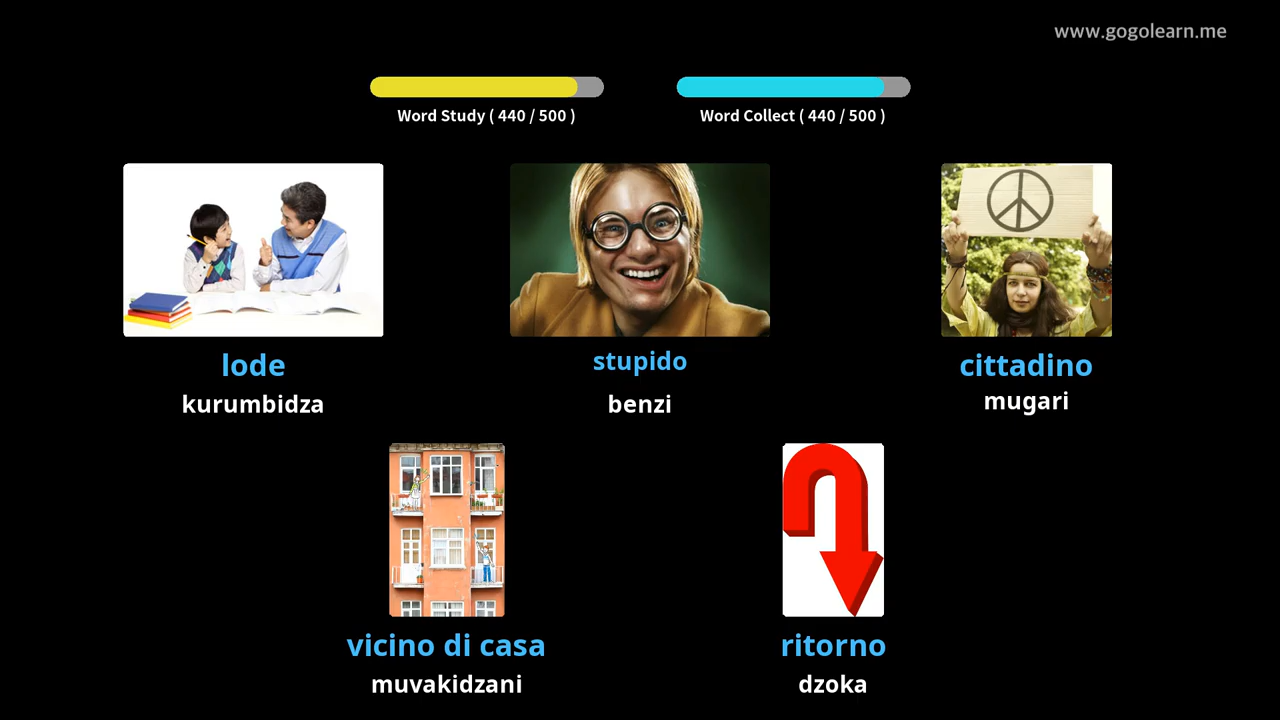 www.gogolearn.me
Word Study ( 440 / 500 )
Word Collect ( 440 / 500 )
lode
kurumbidza
stupido
benzi
cittadino
mugari
vicino di casa
muvakidzani
ritorno
dzoka